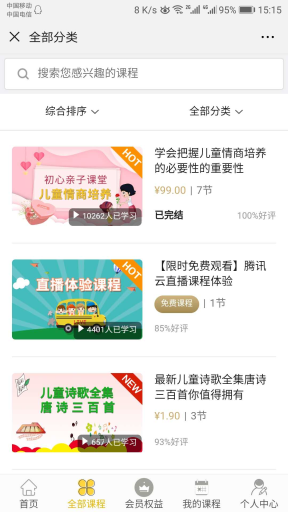 中国移动
中国电信
8 K/s 2G 4G 95% 15:15
全部分类
搜索您感兴趣的课程
综合排序 全部分类
HOT
初心亲子课堂
儿童情商培养
10262人已学习
学会把握儿童情商培养
的必要性的重要性
¥99.00 | 7节
已完结 100%好评
HOT
直播体验课程
4401人已学习
【限时免费观看】腾讯
云直播课程体验
免费课程 | 1节
85%好评
NEW
儿童诗歌全集
唐诗三百首
657人已学习
最新儿童诗歌全集唐诗
三百首你值得拥有
¥1.90 | 3节
93%好评
首页 全部课程 会员权益 我的课程 个人中心